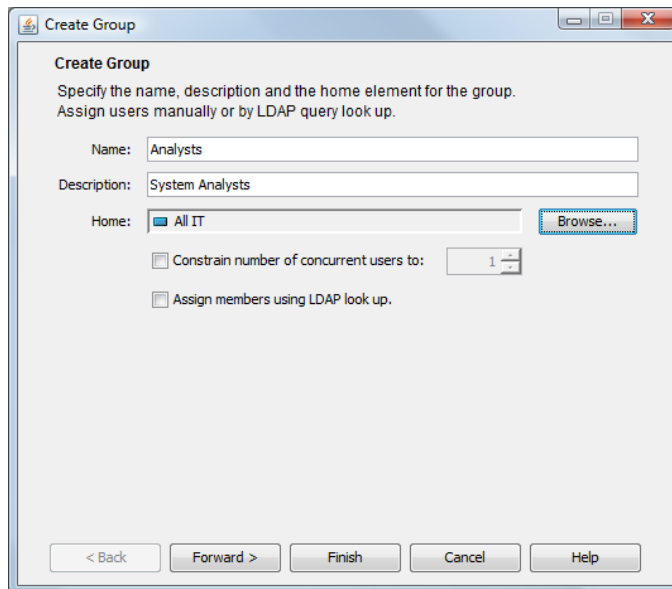 Create Group
Create Group
Specify the name, description and the home element for the group.
Assign users manually or by LDAP query look up.
Name: Analysts
Description: System Analysts
Home: All IT Browse...
Constrain number of concurrent users to: 1
Assign members using LDAP look up.
< Back Forward > Finish Cancel Help